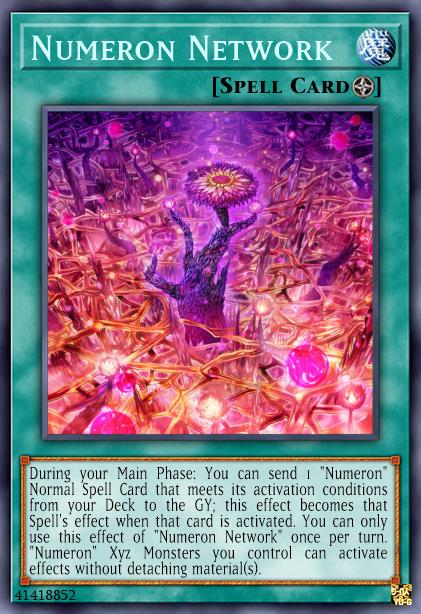 Numeron Network
魔
[Spell Card]
During your Main Phase: You can send 1 "Numeron"
Normal Spell Card that meets its activation conditions
from your Deck to the GY; this effect becomes that
Spell's effect when that card is activated. You can only
use this effect of "Numeron Network" once per turn.
"Numeron" Xyz Monsters you control can activate
effects without detaching material(s).
41418852